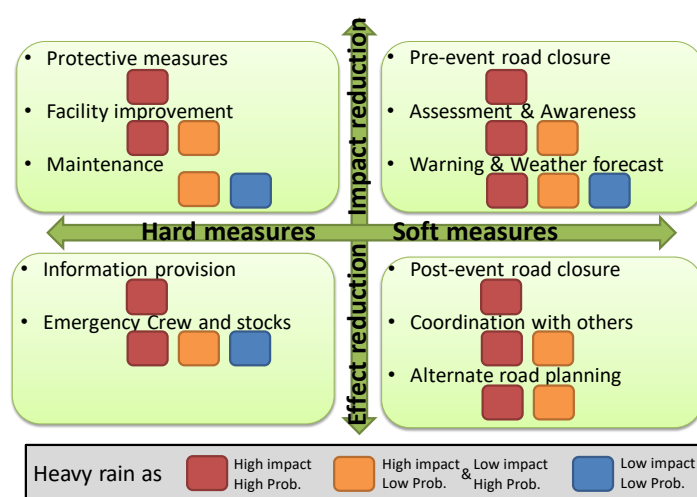 • Protective measures
• Facility improvement
• Maintenance
Impact reduction
• Pre-event road closure
• Assessment & Awareness
• Warning & Weather forecast
Hard measures
Soft measures
• Information provision
• Emergency Crew and stocks
Effect reduction
• Post-event road closure
• Coordination with others
• Alternate road planning
Heavy rain as
High impact
High Prob.
High impact
Low Prob.
&
Low impact
High Prob.
Low impact
Low Prob.